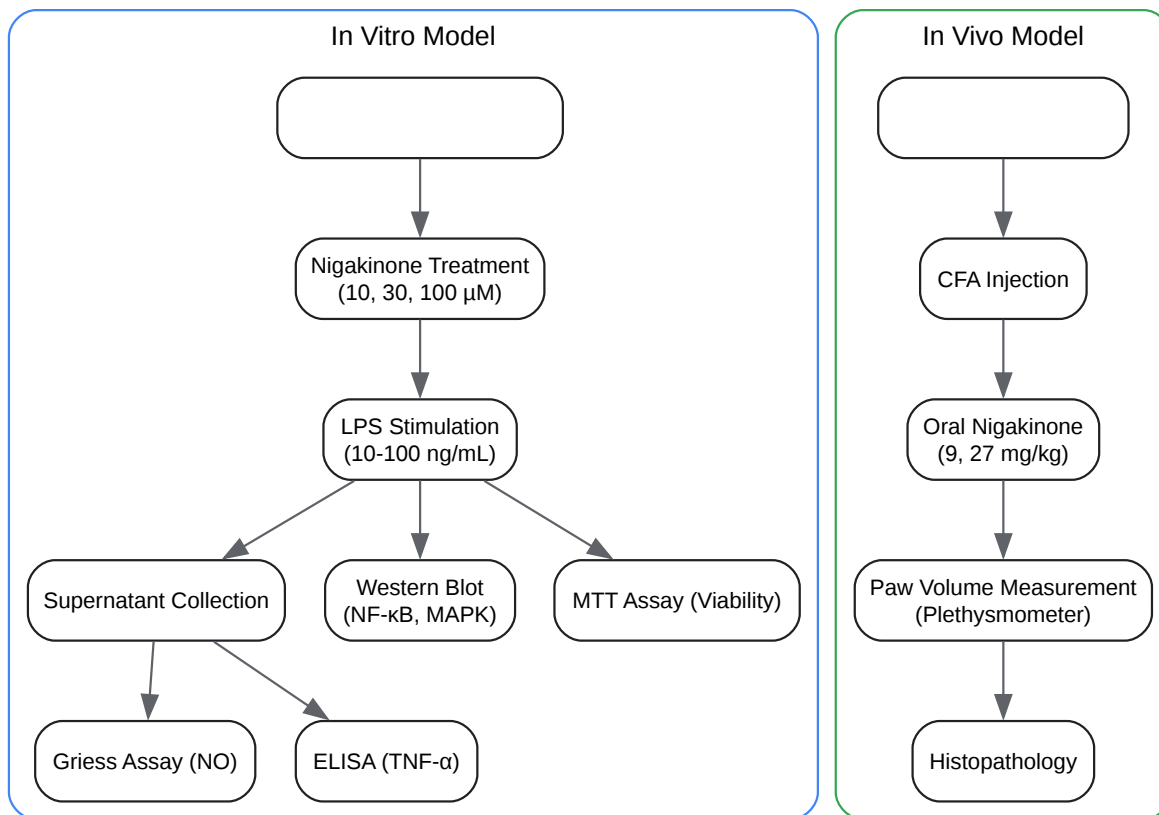 In Vitro Model
Nigakinone Treatment
(10, 30, 100 µM)
LPS Stimulation
(10-100 ng/mL)
Supernatant Collection
Western Blot
(NF-κB, MAPK)
MTT Assay (Viability)
Griess Assay (NO)
ELISA (TNF-α)
In Vivo Model
CFA Injection
Oral Nigakinone
(9, 27 mg/kg)
Paw Volume Measurement
(Plethysmometer)
Histopathology